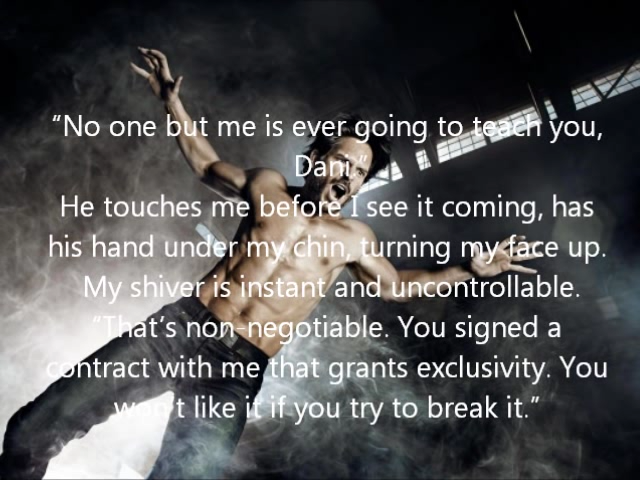 “No one but me is ever going to teach you,
Dani.”
He touches me before I see it coming, has
his hand under my chin, turning my face up.
My shiver is instant and uncontrollable.
“That’s non-negotiable. You signed a
contract with me that grants exclusivity. You
won’t like it if you try to break it.”